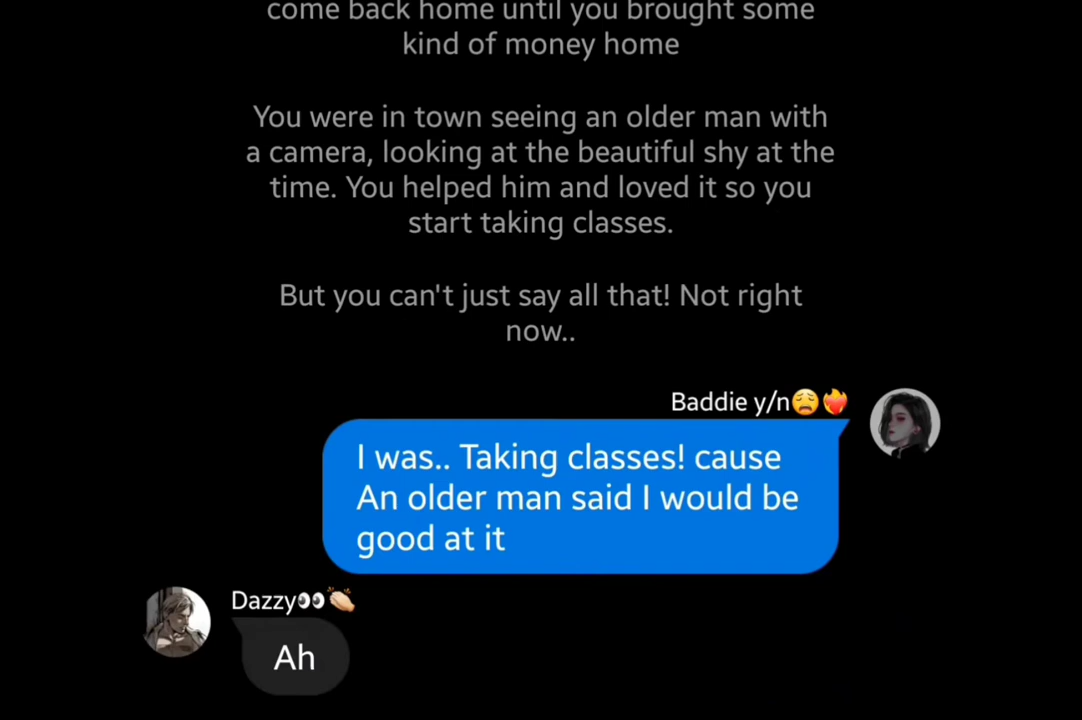 come back home until you brought some
kind of money home
You were in town seeing an older man with
a camera, looking at the beautiful shy at the
time. You helped him and loved it so you
start taking classes.
But you can't just say all that! Not right
now..
Baddie y/n😩❤️‍🔥
I was.. Taking classes! cause
An older man said I would be
good at it
Dazzy👀👏🏻
Ah